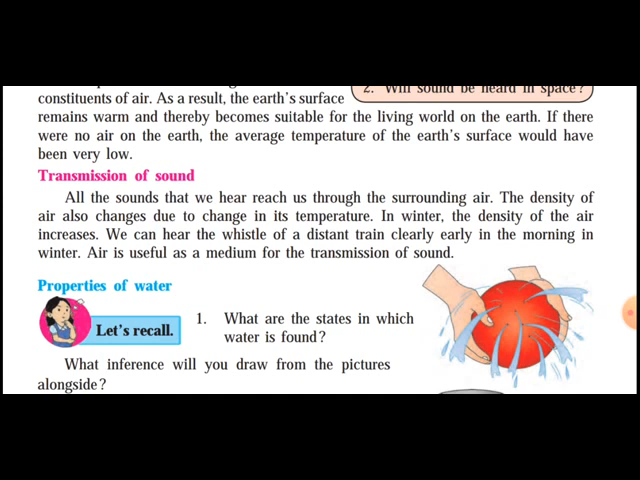 constituents of air. As a result, the earth's surface
2. Will sound be heard in space?
remains warm and thereby becomes suitable for the living world on the earth. If there
were no air on the earth, the average temperature of the earth's surface would have
been very low.
Transmission of sound
All the sounds that we hear reach us through the surrounding air. The density of
air also changes due to change in its temperature. In winter, the density of the air
increases. We can hear the whistle of a distant train clearly early in the morning in
winter. Air is useful as a medium for the transmission of sound.
Properties of water
Let's recall.
1. What are the states in which
water is found?
What inference will you draw from the pictures
alongside?